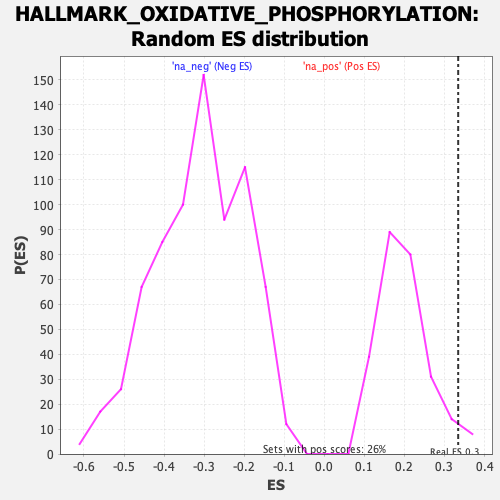 HALLMARK_OXIDATIVE_PHOSPHORYLATION:
Random ES distribution
'na_neg' (Neg ES) 'na_pos' (Pos ES)
150
140
130
120
110
100
90
80
70
60
50
40
30
20
10
0
P(ES)
Sets with pos scores: 26%
Real ES 0.3
-0.6 -0.5 -0.4 -0.3 -0.2 -0.1 0.0 0.1 0.2 0.3 0.4
ES